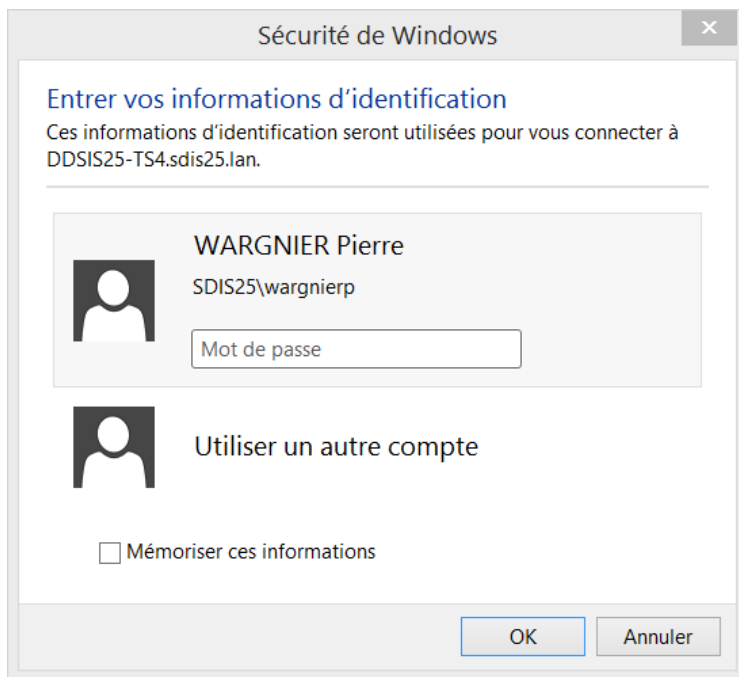 Sécurité de Windows
Entrer vos informations d’identification
Ces informations d’identification seront utilisées pour vous connecter à
DDSIS25-TS4.sdis25.lan.
WARGNIER Pierre
SDIS25\wargnierp
Mot de passe
Utiliser un autre compte
Mémoriser ces informations
OK
Annuler